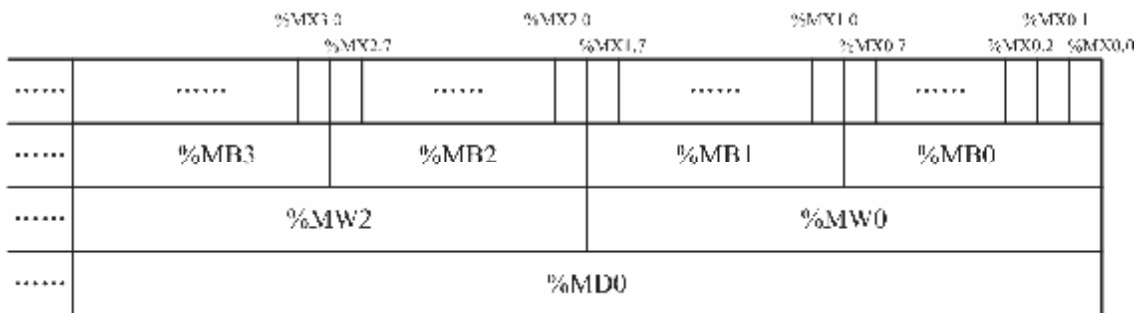 %MX3.0 %MX2.0 %MX1.0 %MX0.1
%MX2.7 %MX1.7 %MX0.7 %MX0.2 %MX0.0
...... ...... ...... ...... ......
...... %MB3 %MB2 %MB1 %MB0
...... %MW2 %MW0
...... %MD0